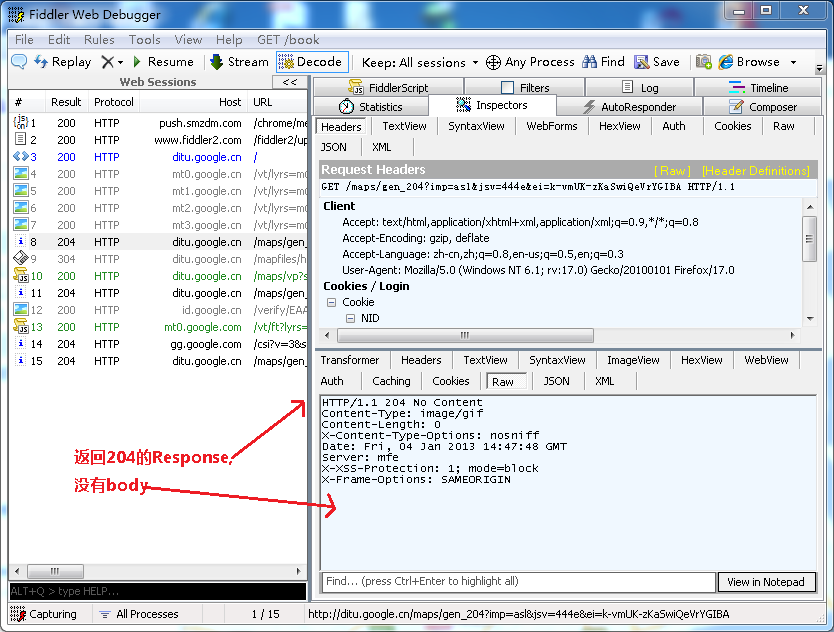 Fiddler Web Debugger
File Edit Rules Tools View Help GET /book
Replay Resume Stream Decode Keep: All sessions Any Process Find Save Browse
Web Sessions <<
# Result Protocol Host URL
1 200 HTTP push.smzdm.com /chrome/me
2 200 HTTP www.fiddler2.com /fiddler2/up
3 200 HTTP ditu.google.cn /
4 200 HTTP mt0.google.cn /vt/lyrs=m
5 200 HTTP mt1.google.cn /vt/lyrs=m
6 200 HTTP mt2.google.cn /vt/lyrs=m
7 200 HTTP mt3.google.cn /vt/lyrs=m
8 204 HTTP ditu.google.cn /maps/gen_
9 304 HTTP ditu.google.cn /mapfiles/h
10 200 HTTP ditu.google.cn /maps/vp?s
11 204 HTTP ditu.google.cn /maps/gen_
12 200 HTTP id.google.cn /verify/EAA
13 200 HTTP mt0.google.com /vt/ft?lyrs=
14 204 HTTP gg.google.com /csi?v=3&s
15 204 HTTP ditu.google.cn /maps/gen_
返回204的Response,
没有body
ALT+Q > type HELP...
FiddlerScript Filters Log Timeline
Statistics Inspectors AutoResponder Composer
Headers TextView SyntaxView WebForms HexView Auth Cookies Raw
JSON XML
Request Headers [ Raw ] [Header Definitions]
GET /maps/gen_204?imp=asl&jsv=444e&ei=k-vmUK-zKaSwiQeVrYGIBA HTTP/1.1
Client
Accept: text/html,application/xhtml+xml,application/xml;q=0.9,*/*;q=0.8
Accept-Encoding: gzip, deflate
Accept-Language: zh-cn,zh;q=0.8,en-us;q=0.5,en;q=0.3
User-Agent: Mozilla/5.0 (Windows NT 6.1; rv:17.0) Gecko/20100101 Firefox/17.0
Cookies / Login
Cookie
NID
Transformer Headers TextView SyntaxView ImageView HexView WebView
Auth Caching Cookies Raw JSON XML
HTTP/1.1 204 No Content
Content-Type: image/gif
Content-Length: 0
X-Content-Type-Options: nosniff
Date: Fri, 04 Jan 2013 14:47:48 GMT
Server: mfe
X-XSS-Protection: 1; mode=block
X-Frame-Options: SAMEORIGIN
Find... (press Ctrl+Enter to highlight all) View in Notepad
Capturing All Processes 1 / 15 http://ditu.google.cn/maps/gen_204?imp=asl&jsv=444e&ei=k-vmUK-zKaSwiQeVrYGIBA